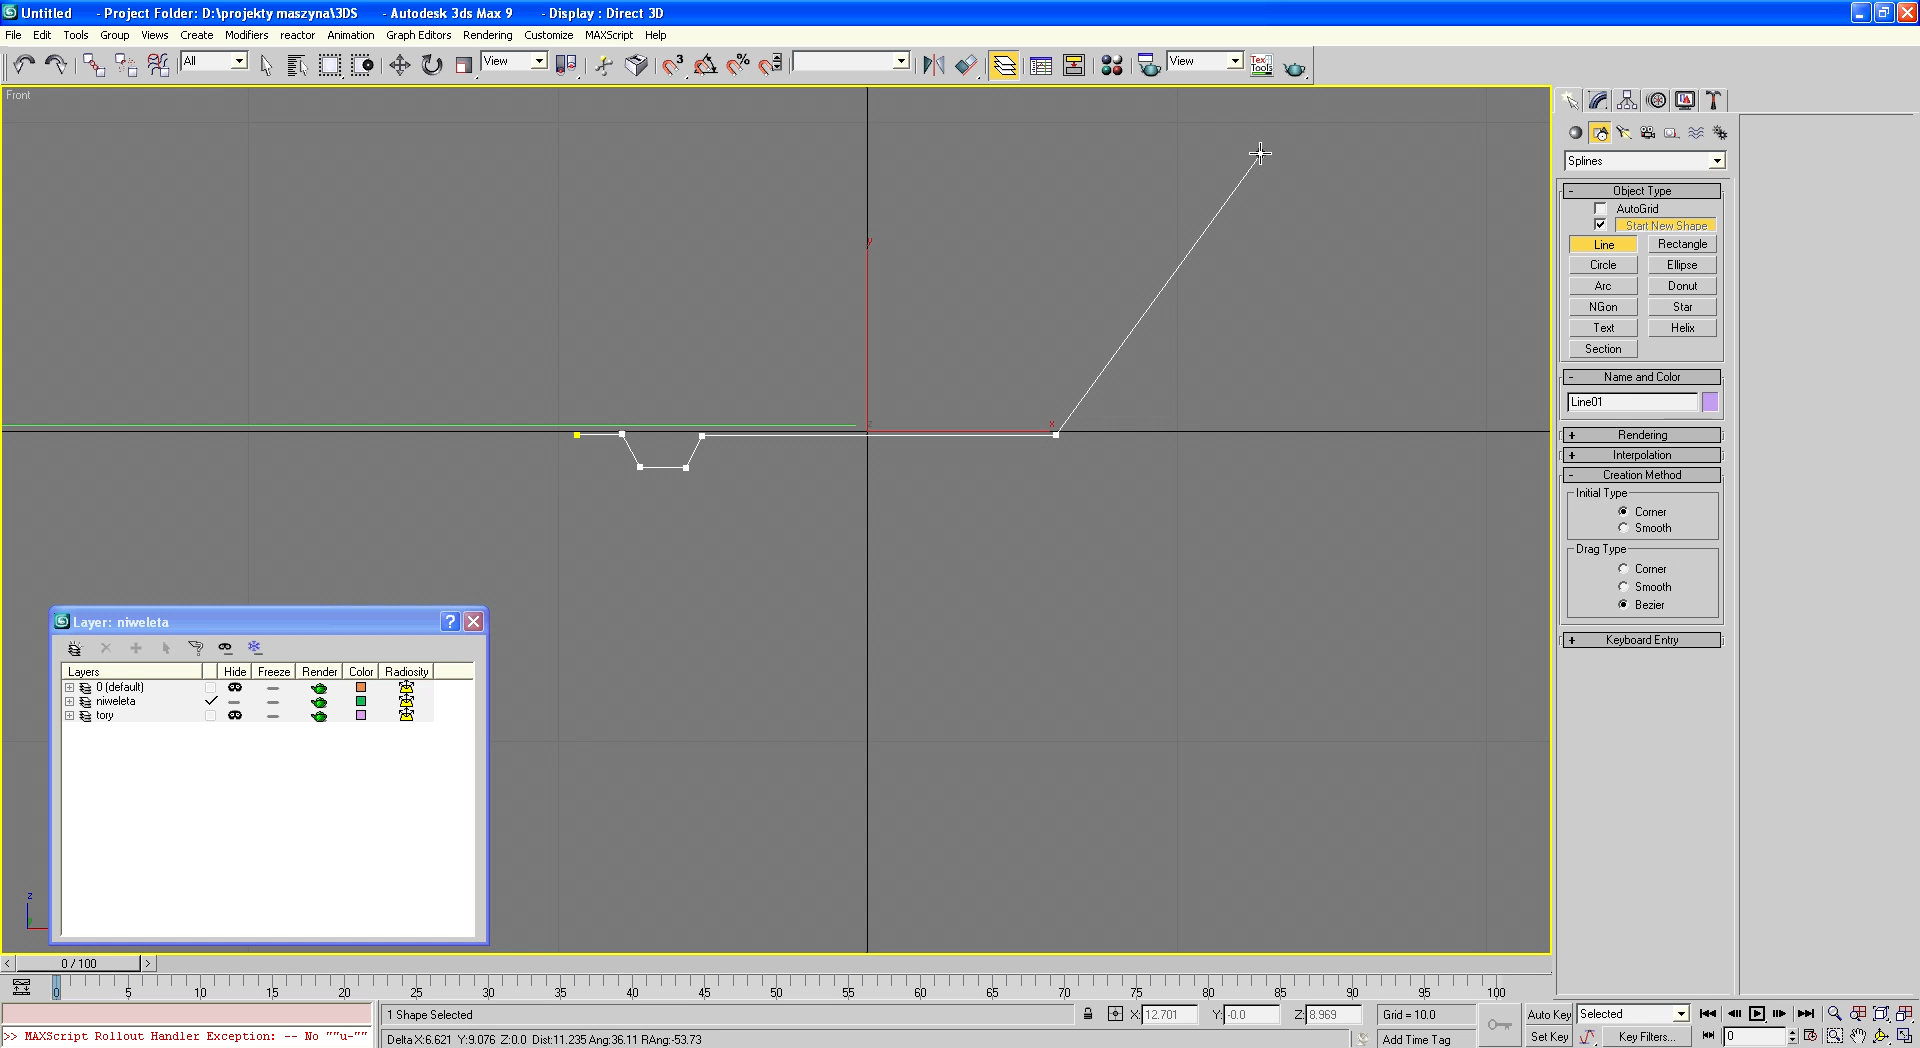 Untitled - Project Folder: D:\projekty maszyna\3DS - Autodesk 3ds Max 9 - Display : Direct 3D
File Edit Tools Group Views Create Modifiers reactor Animation Graph Editors Rendering Customize MAXScript Help
All View 3 % View Tex Tools
Front
Splines
- Object Type
AutoGrid
Start New Shape
Line Rectangle
Circle Ellipse
Arc Donut
NGon Star
Text Helix
Section
- Name and Color
Line01
+ Rendering
+ Interpolation
- Creation Method
Initial Type
Corner
Smooth
Drag Type
Corner
Smooth
Bezier
+ Keyboard Entry
y
z x
Layer: niweleta
Layers Hide Freeze Render Color Radiosity
0 (default)
niweleta
tory
z
< 0 / 100 >
0 5 10 15 20 25 30 35 40 45 50 55 60 65 70 75 80 85 90 95 100
1 Shape Selected X: 12.701 Y: -0.0 Z: 8.969 Grid = 10.0 Auto Key Selected
>> MAXScript Rollout Handler Exception: -- No ""u-"" Delta X:6.621 Y:9.076 Z:0.0 Dist:11.235 Ang:36.11 RAng:-53.73 Add Time Tag Set Key Key Filters... 0